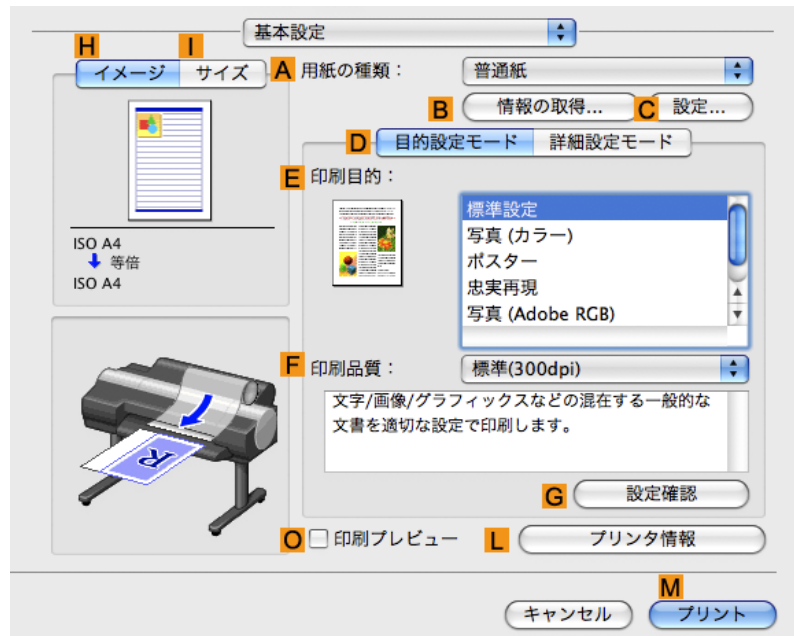 基本設定
H I
イメージ サイズ
A 用紙の種類： 普通紙
B 情報の取得... C 設定...
D 目的設定モード 詳細設定モード
E 印刷目的：
標準設定
写真 (カラー)
ポスター
忠実再現
写真 (Adobe RGB)
ISO A4
等倍
ISO A4
F 印刷品質： 標準(300dpi)
文字/画像/グラフィックスなどの混在する一般的な
文書を適切な設定で印刷します。
R
G 設定確認
O 印刷プレビュー L プリンタ情報
M
キャンセル プリント